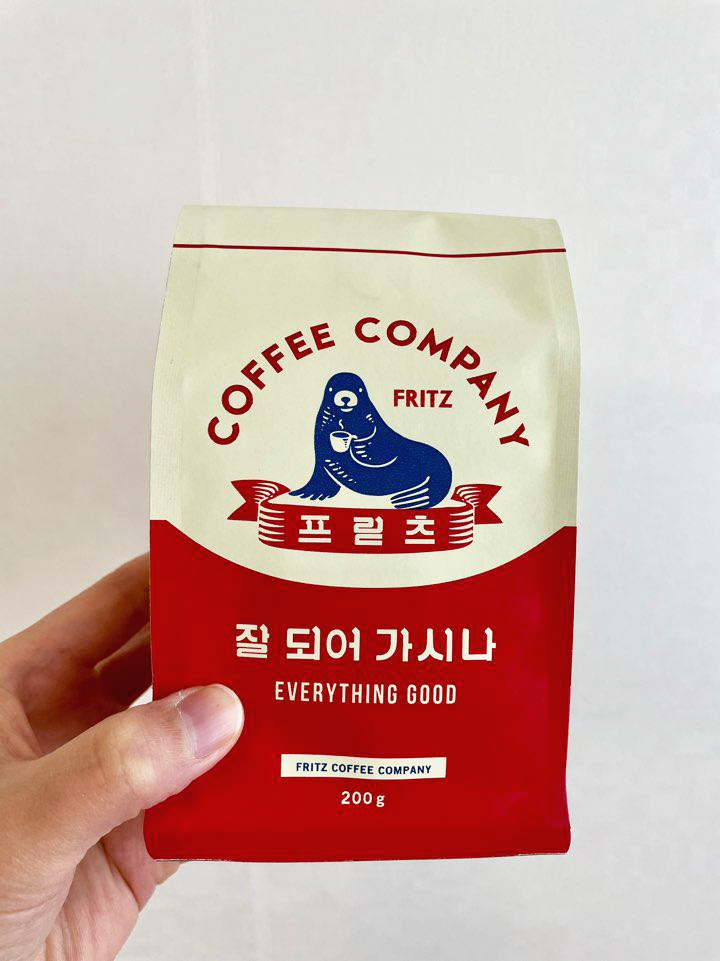 COFFEE COMPANY
FRITZ
프릳츠
잘 되어 가시나
EVERYTHING GOOD
FRITZ COFFEE COMPANY
200g